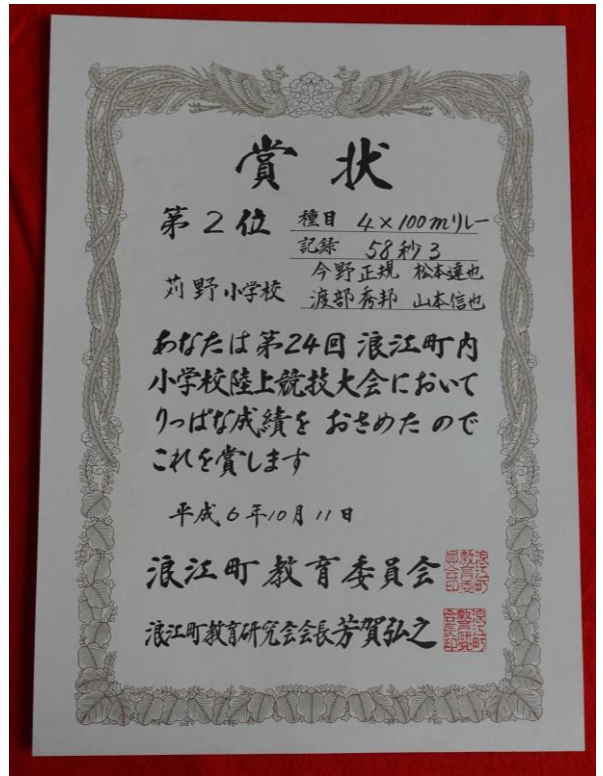 賞状
第2位 種目 4×100mリレー
記録 58秒3
苅野小学校 今野正規 松本達也
渡部秀邦 山本信也
あなたは第24回浪江町内
小学校陸上競技大会において
りっぱな成績を おさめた ので
これを賞します
平成6年10月11日
浪江町教育委員会
浪江町教育研究会会長芳賀弘之